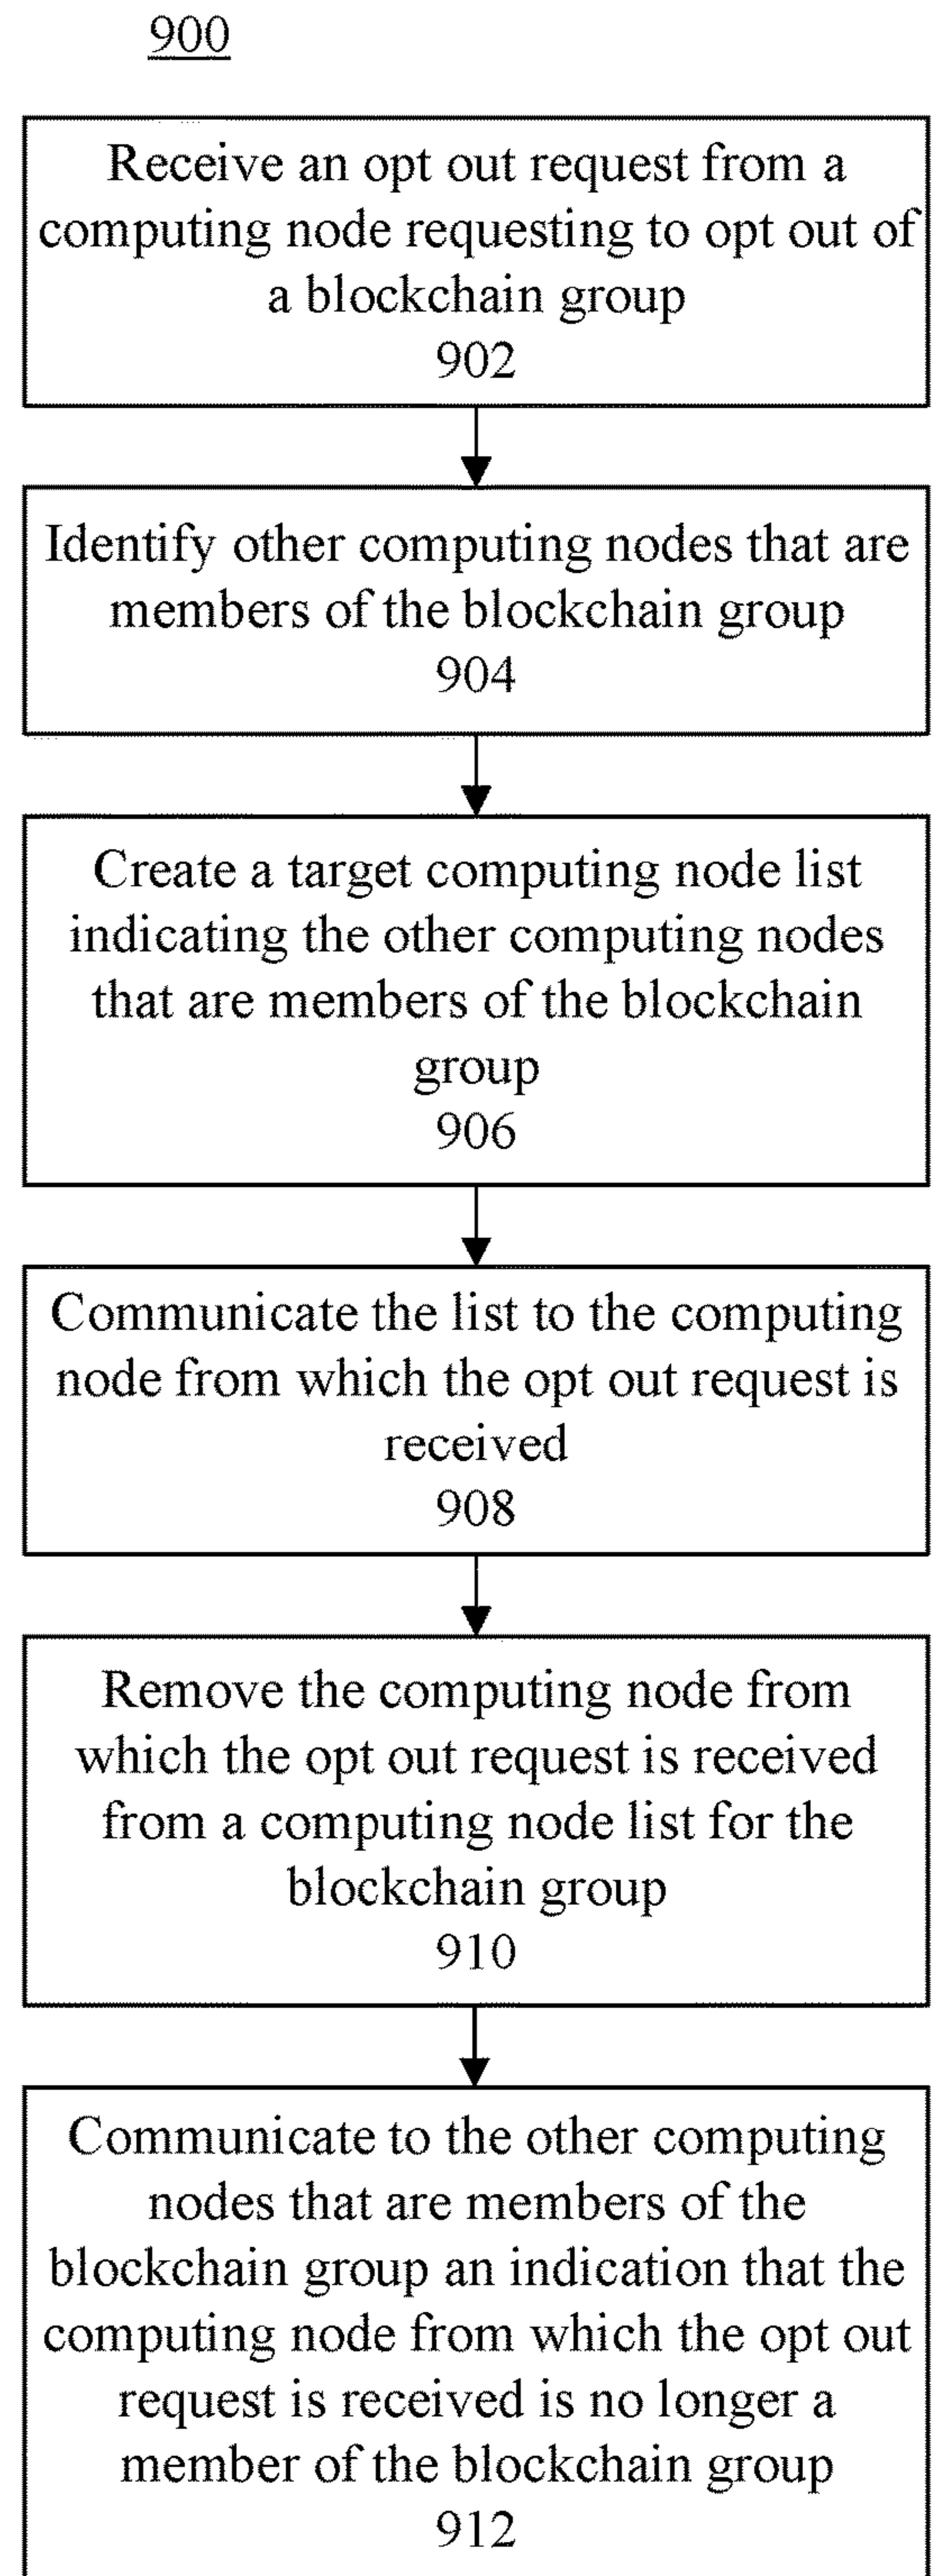 900
Receive an opt out request from a
computing node requesting to opt out of
a blockchain group
902
Identify other computing nodes that are
members of the blockchain group
904
Create a target computing node list
indicating the other computing nodes
that are members of the blockchain
group
906
Communicate the list to the computing
node from which the opt out request is
received
908
Remove the computing node from
which the opt out request is received
from a computing node list for the
blockchain group
910
Communicate to the other computing
nodes that are members of the
blockchain group an indication that the
computing node from which the opt out
request is received is no longer a
member of the blockchain group
912